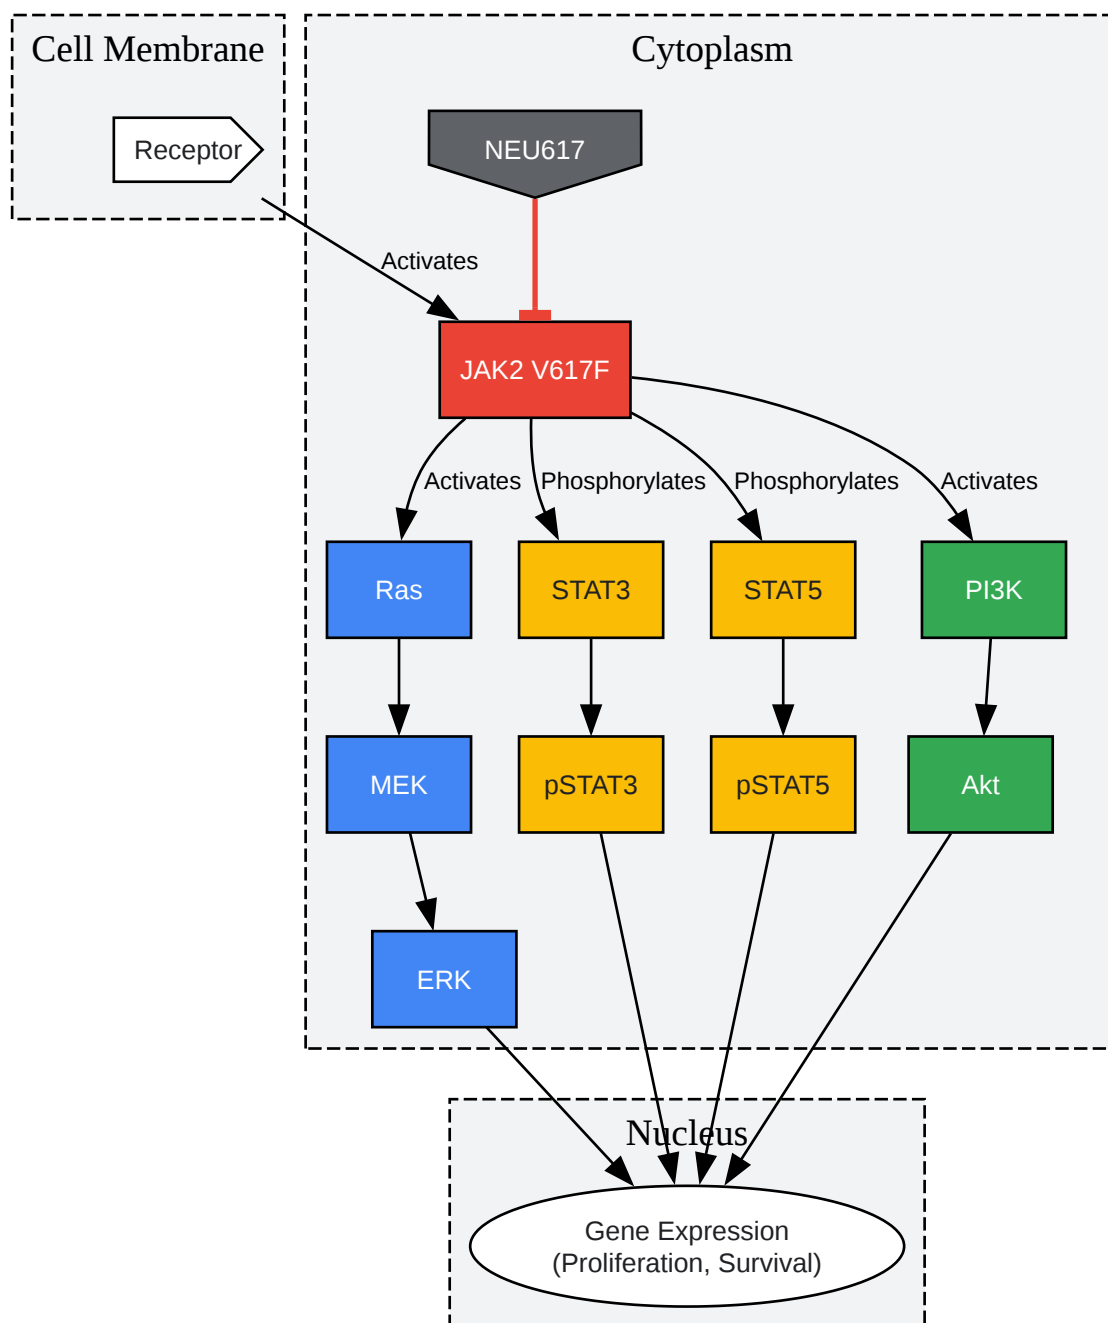 Cell Membrane
Cytoplasm
Receptor
NEU617
Activates
JAK2 V617F
Activates
Phosphorylates
Phosphorylates
Activates
Ras
STAT3
STAT5
PI3K
MEK
pSTAT3
pSTAT5
Akt
ERK
Nucleus
Gene Expression
(Proliferation, Survival)